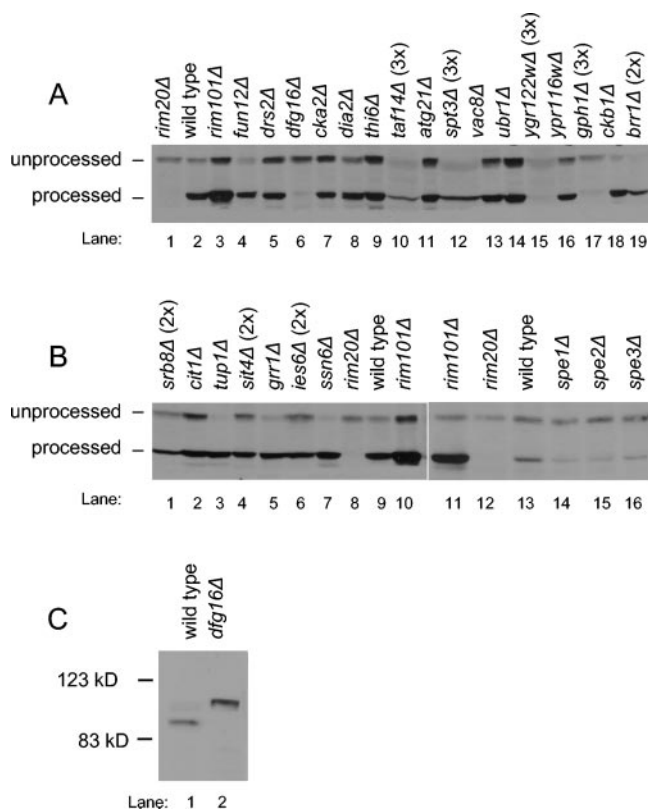 A
rim20Δ
wild type
rim101Δ
fun12Δ
drs2Δ
dfg16Δ
cka2Δ
dia2Δ
thi6Δ
taf14Δ (3x)
atg21Δ
spt3Δ (3x)
vac8Δ
ubr1Δ
ygr122wΔ (3x)
ypr116wΔ
gph1Δ (3x)
ckb1Δ
brr1Δ (2x)
unprocessed
processed
Lane: 1 2 3 4 5 6 7 8 9 10 11 12 13 14 15 16 17 18 19
B
srb8Δ (2x)
cit1Δ
tup1Δ
sit4Δ (2x)
grr1Δ
ies6Δ (2x)
ssn6Δ
rim20Δ
wild type
rim101Δ
rim101Δ
rim20Δ
wild type
spe1Δ
spe2Δ
spe3Δ
unprocessed
processed
Lane: 1 2 3 4 5 6 7 8 9 10 11 12 13 14 15 16
C
wild type
dfg16Δ
123 kD
83 kD
Lane: 1 2